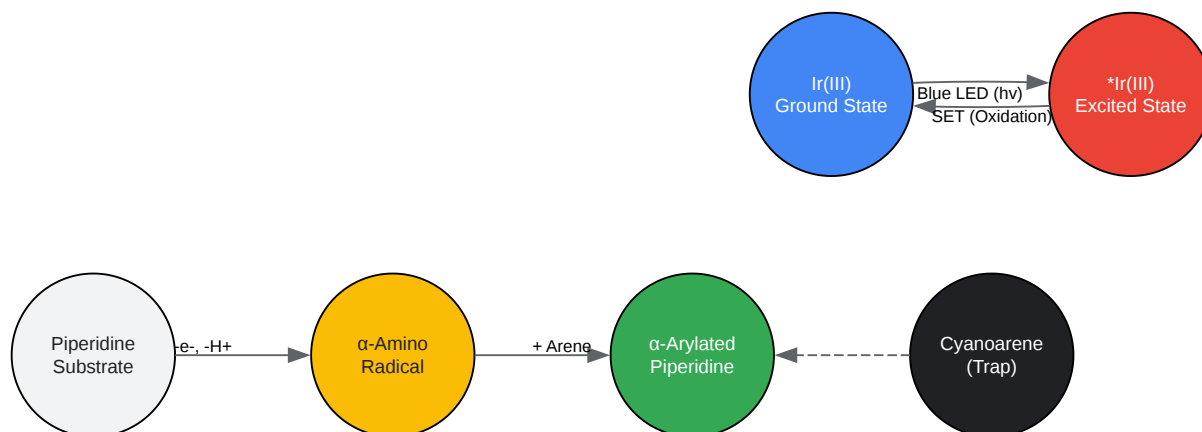 Ir(III)
Ground State
Blue LED (hv)
SET (Oxidation)
*Ir(III)
Excited State
Piperidine
Substrate
-e-, -H+
α-Amino
Radical
+ Arene
α-Arylated
Piperidine
Cyanoarene
(Trap)